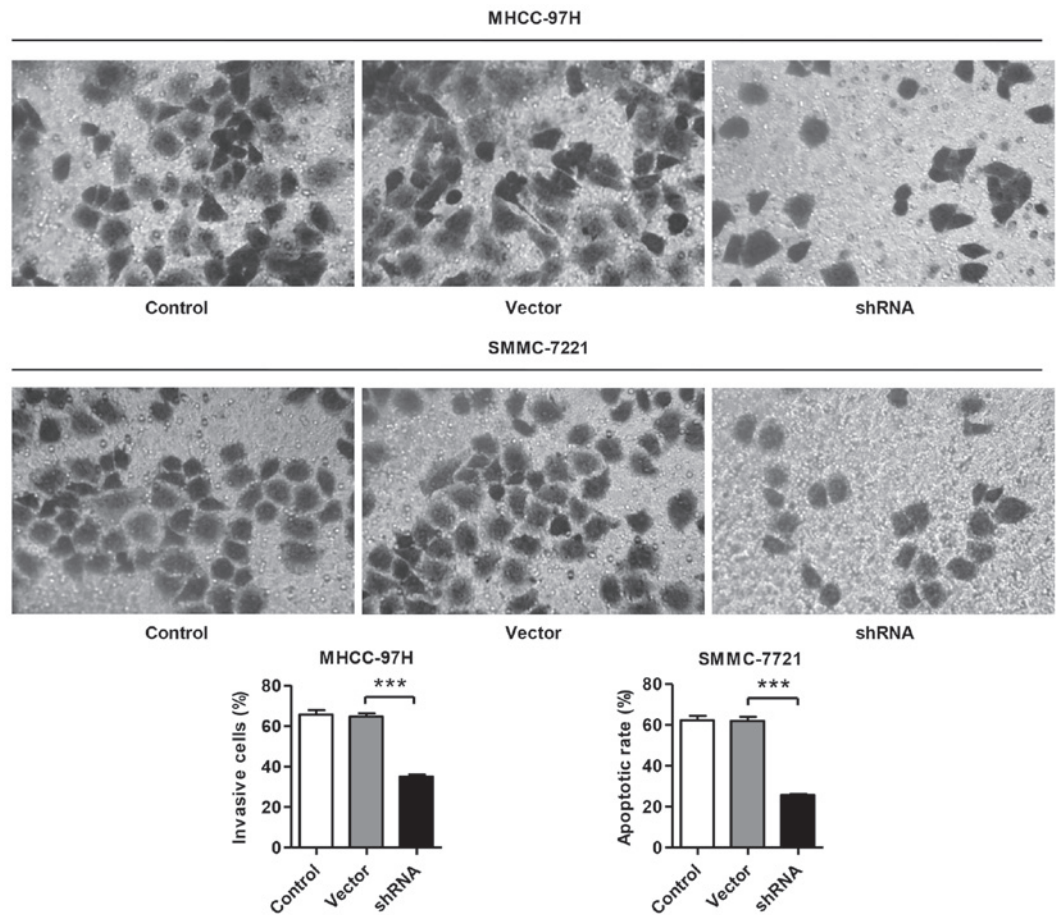 MHCC-97H
Control
Vector
shRNA
SMMC-7221
Control
Vector
shRNA
MHCC-97H
***
Invasive cells (%)
80
60
40
20
0
Control
Vector
shRNA
SMMC-7721
***
Apoptotic rate (%)
80
60
40
20
0
Control
Vector
shRNA